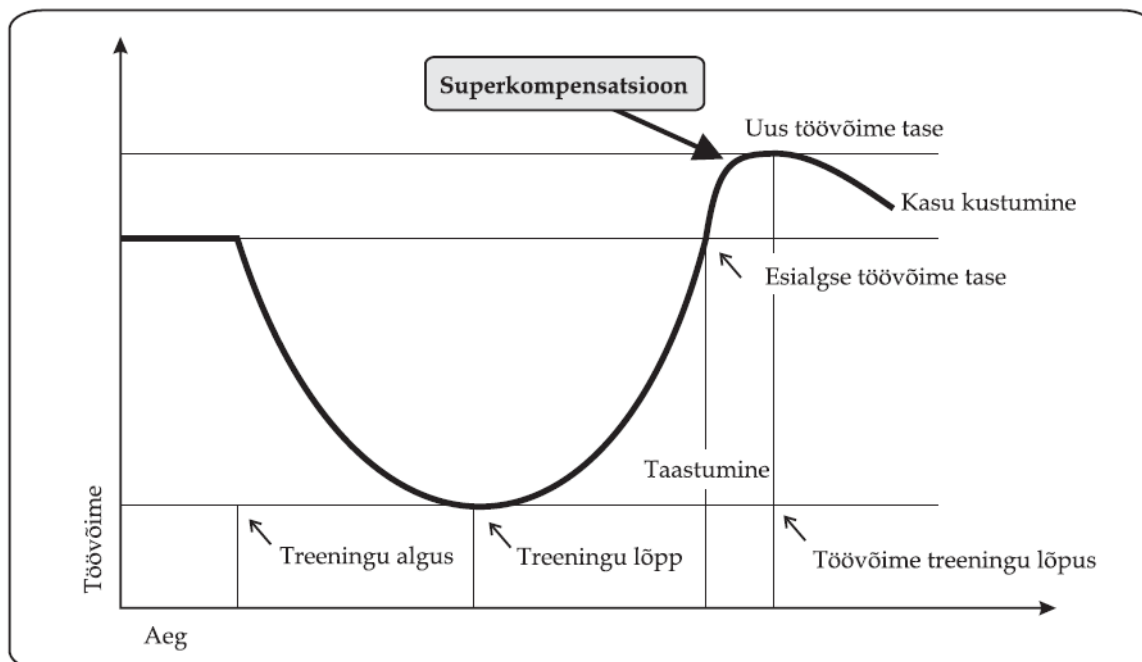 Superkompensatsioon
Uus töövõime tase
Kasu kustumine
Esialgse töövõime tase
Taastumine
Töövõime
Treeningu algus
Treeningu lõpp
Töövõime treeningu lõpus
Aeg